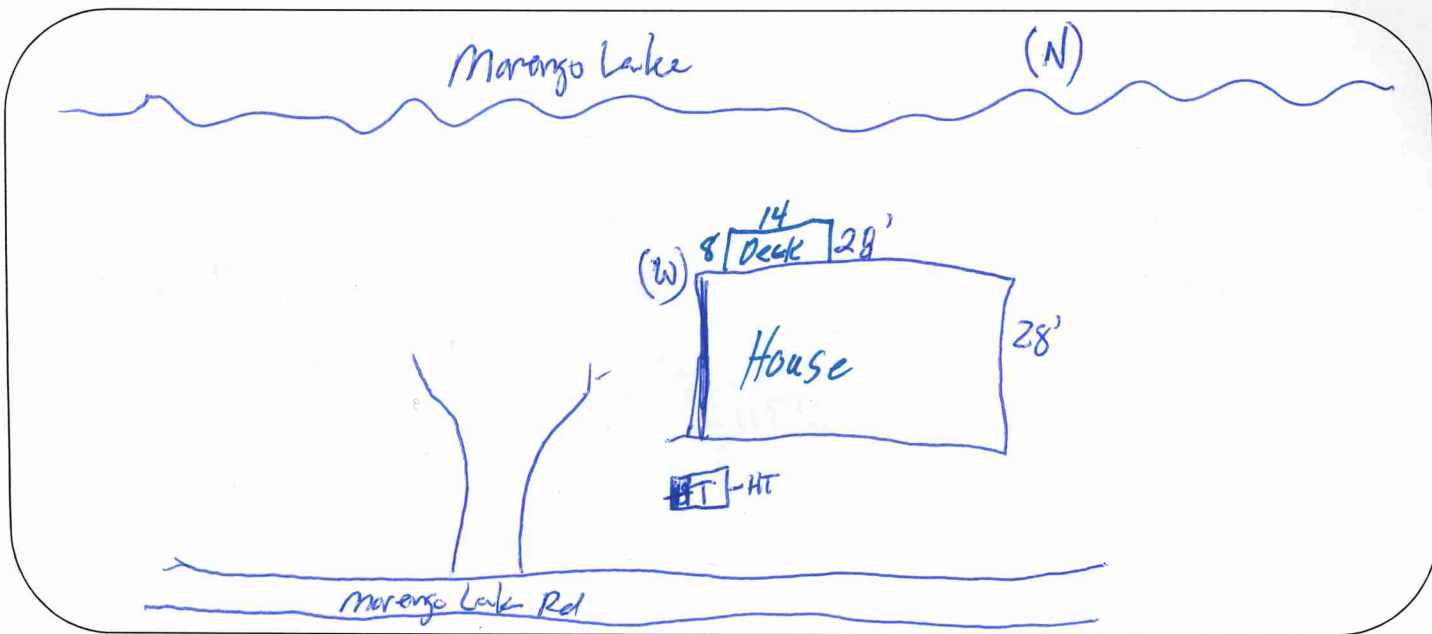 Marengo Lake
(N)
14
8
Deck
28'
(W)
28'
House
T
-HT
Marengo Lake Rd